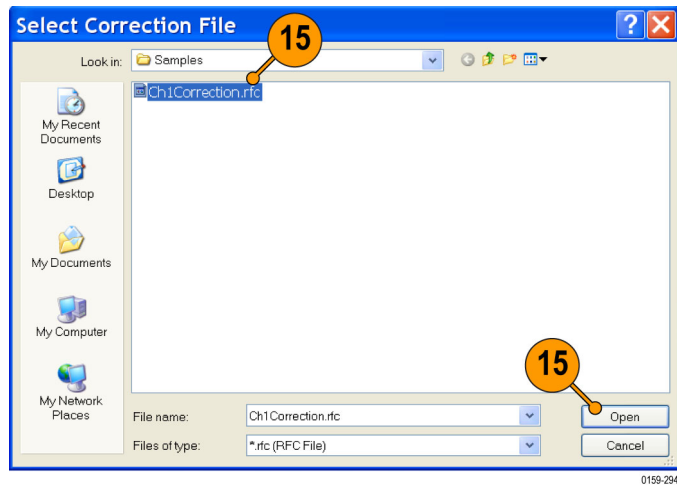 Select Correction File
15
Look in:
Samples
Ch1Correction.rfc
My Recent
Documents
Desktop
My Documents
My Computer
My Network
Places
15
File name:
Ch1Correction.rfc
Open
Files of type:
*.rfc (RFC File)
Cancel
0159-294